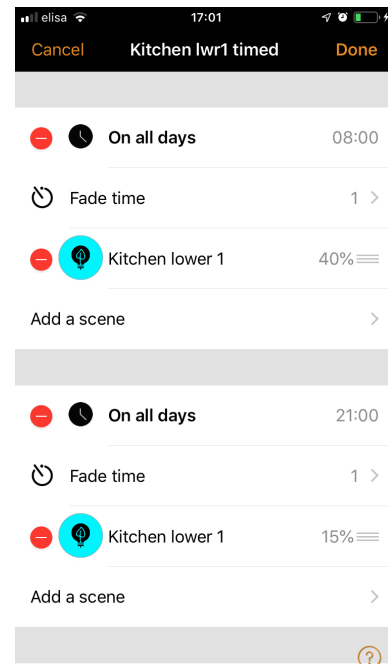 elisa 17:01
Cancel Kitchen lwr1 timed Done
On all days 08:00
Fade time 1
Kitchen lower 1 40%
Add a scene
On all days 21:00
Fade time 1
Kitchen lower 1 15%
Add a scene
?